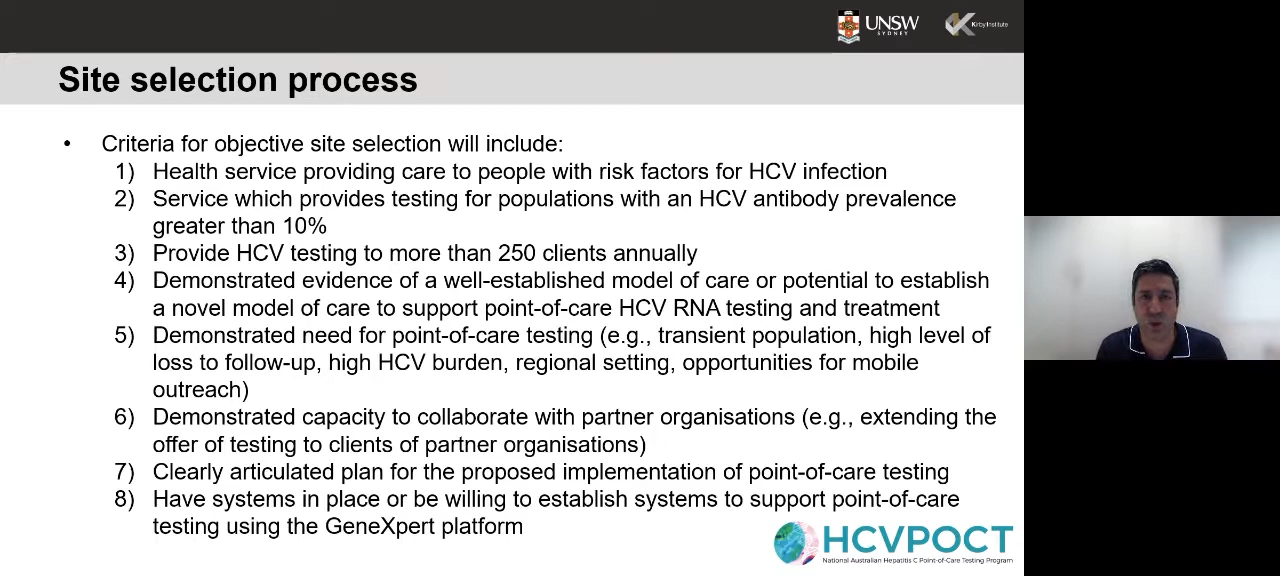 UNSW
SYDNEY
Kirby Institute
Site selection process
• Criteria for objective site selection will include:
1) Health service providing care to people with risk factors for HCV infection
2) Service which provides testing for populations with an HCV antibody prevalence
greater than 10%
3) Provide HCV testing to more than 250 clients annually
4) Demonstrated evidence of a well-established model of care or potential to establish
a novel model of care to support point-of-care HCV RNA testing and treatment
5) Demonstrated need for point-of-care testing (e.g., transient population, high level of
loss to follow-up, high HCV burden, regional setting, opportunities for mobile
outreach)
6) Demonstrated capacity to collaborate with partner organisations (e.g., extending the
offer of testing to clients of partner organisations)
7) Clearly articulated plan for the proposed implementation of point-of-care testing
8) Have systems in place or be willing to establish systems to support point-of-care
testing using the GeneXpert platform
HCVPOCT
National Australian Hepatitis C Point-of-Care Testing Program